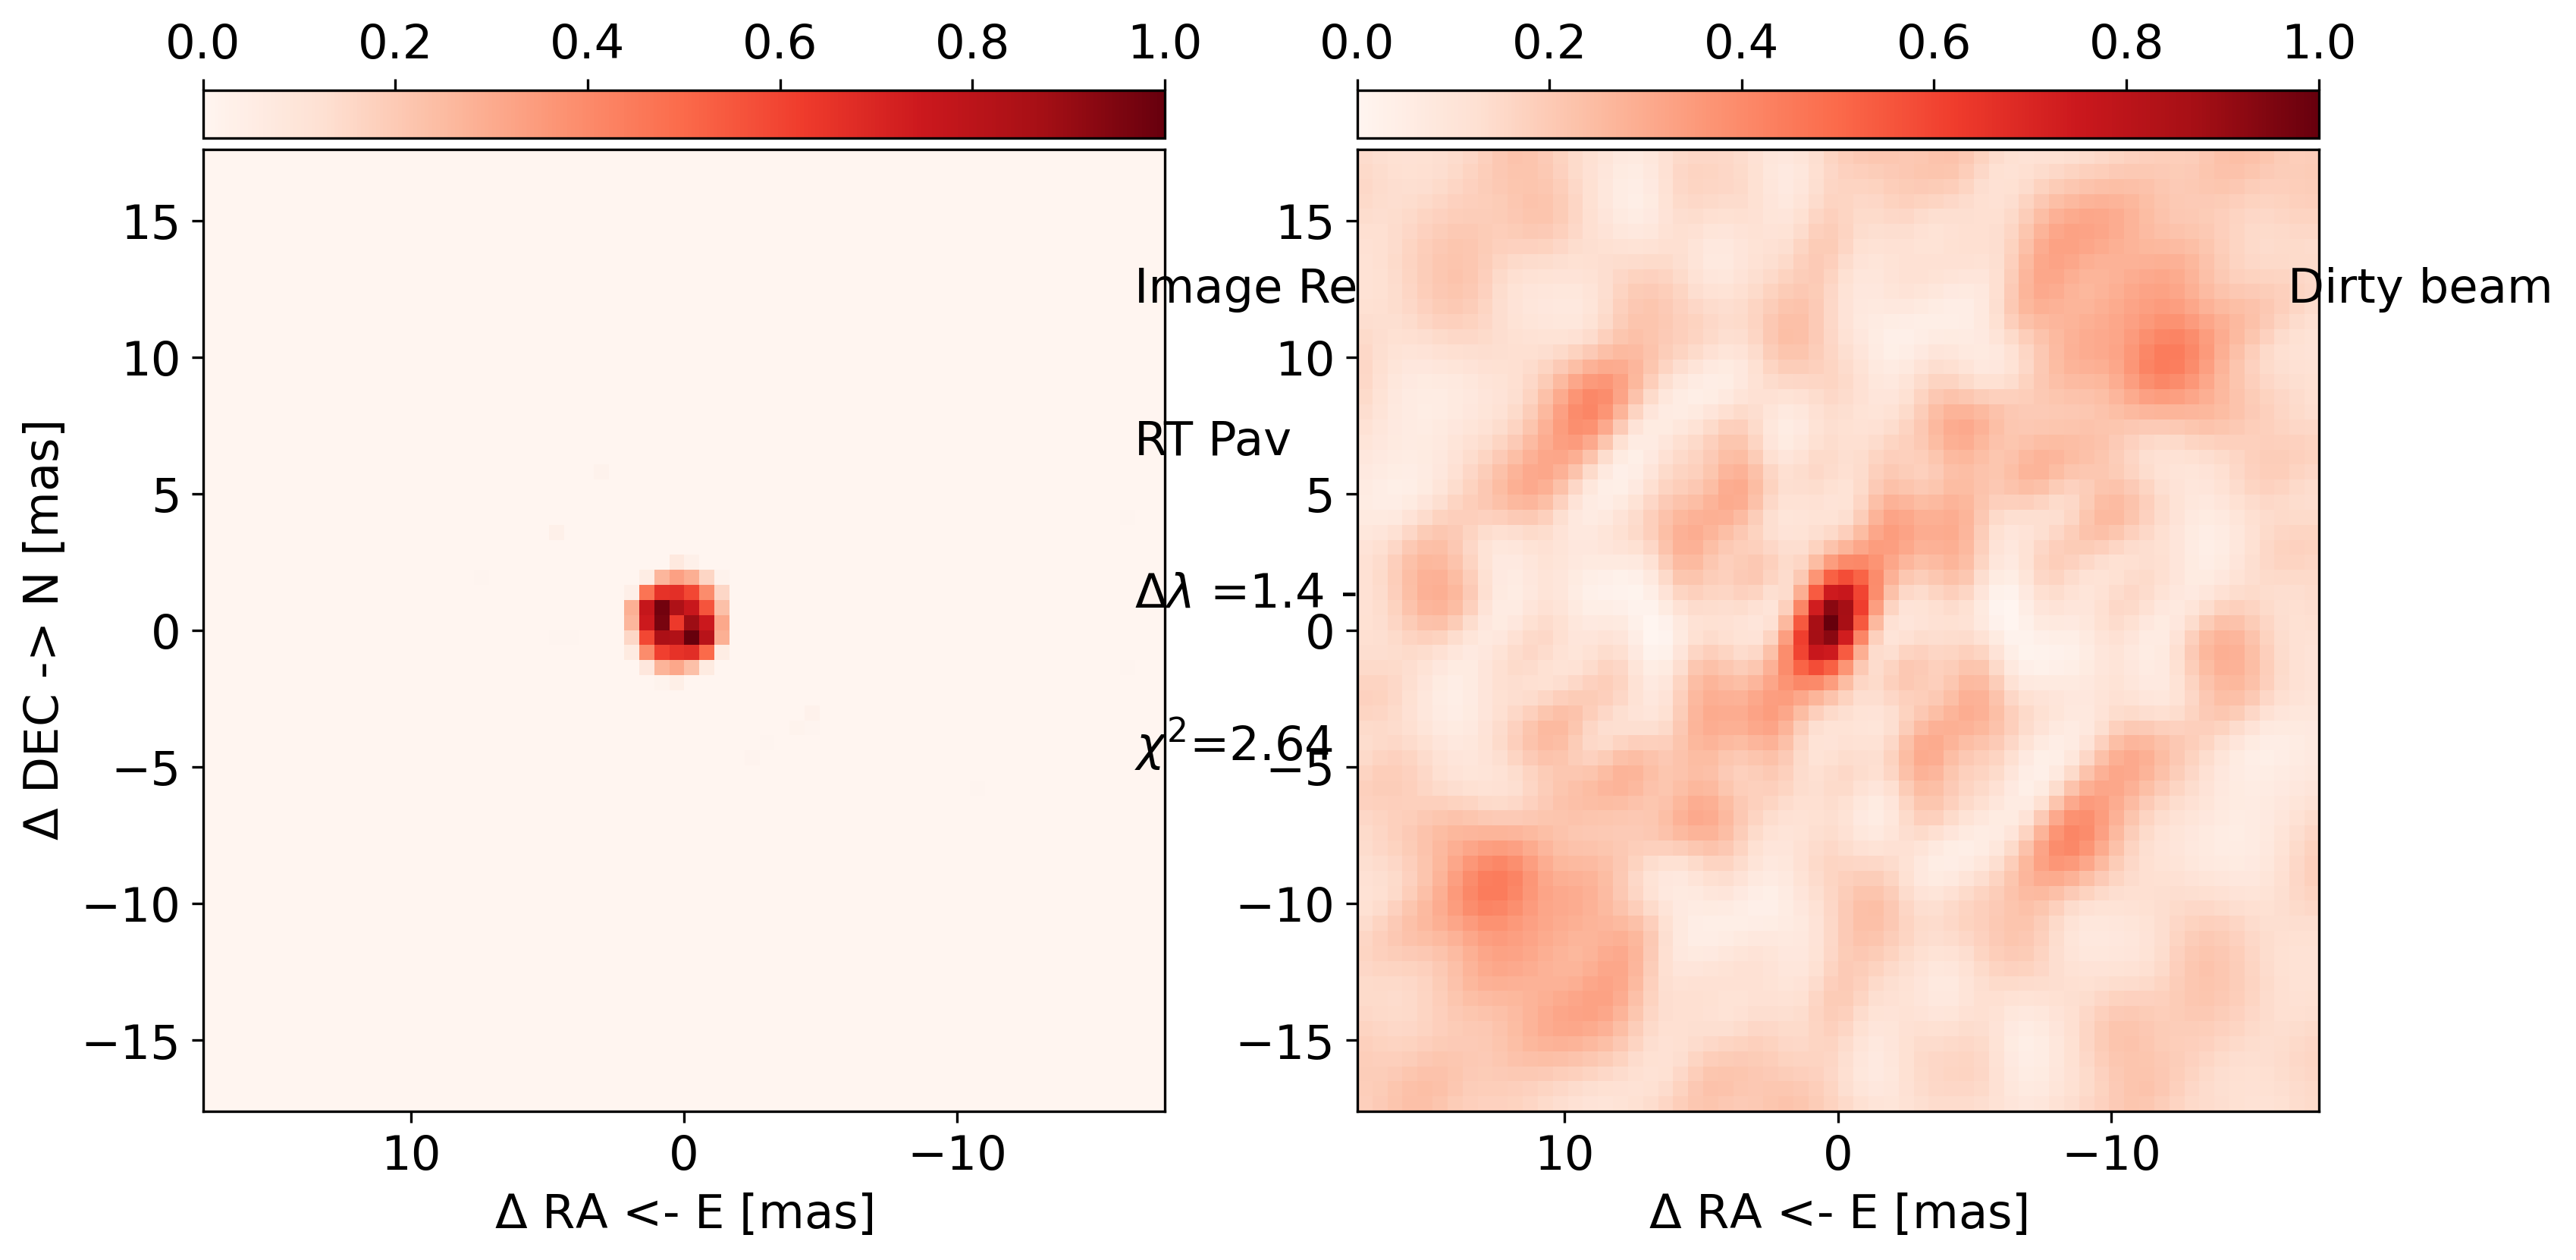 0.0 0.2 0.4 0.6 0.8 1.0
0.0 0.2 0.4 0.6 0.8 1.0
Δ DEC -> N [mas]
15
10
5
0
−5
−10
−15
10 0 −10
Δ RA <- E [mas]
Image Re
RT Pav
Δλ =1.4 -
χ²=2.64
15
10
5
0
−5
−10
−15
10 0 −10
Δ RA <- E [mas]
Dirty beam